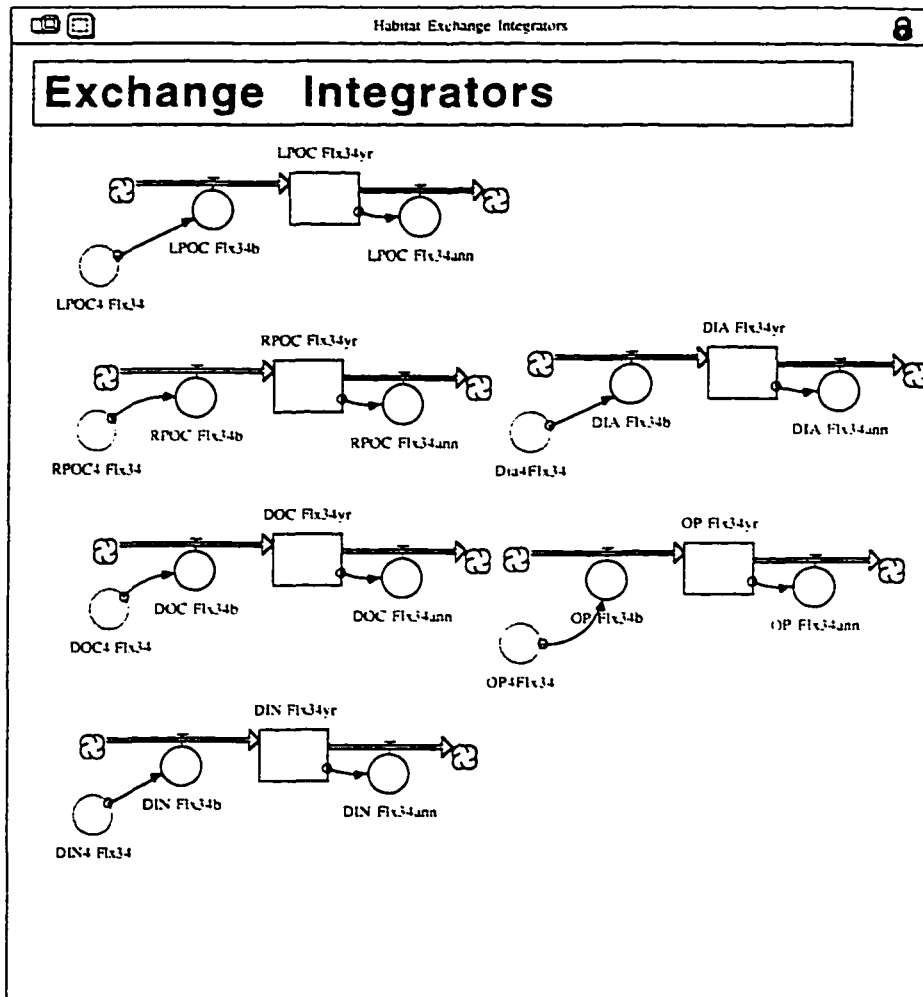 Habitat Exchange Integrators
Exchange Integrators
LPOC Flx34yr
LPOC Flx34b
LPOC Flx34ann
LPOC4 Flx34
RPOC Flx34yr
RPOC Flx34b
RPOC Flx34ann
RPOC4 Flx34
DIA Flx34yr
DIA Flx34b
DIA Flx34ann
Dia4Flx34
DOC Flx34yr
DOC Flx34b
DOC Flx34ann
DOC4 Flx34
OP Flx34yr
OP Flx34b
OP Flx34ann
OP4Flx34
DIN Flx34yr
DIN Flx34b
DIN Flx34ann
DIN4 Flx34